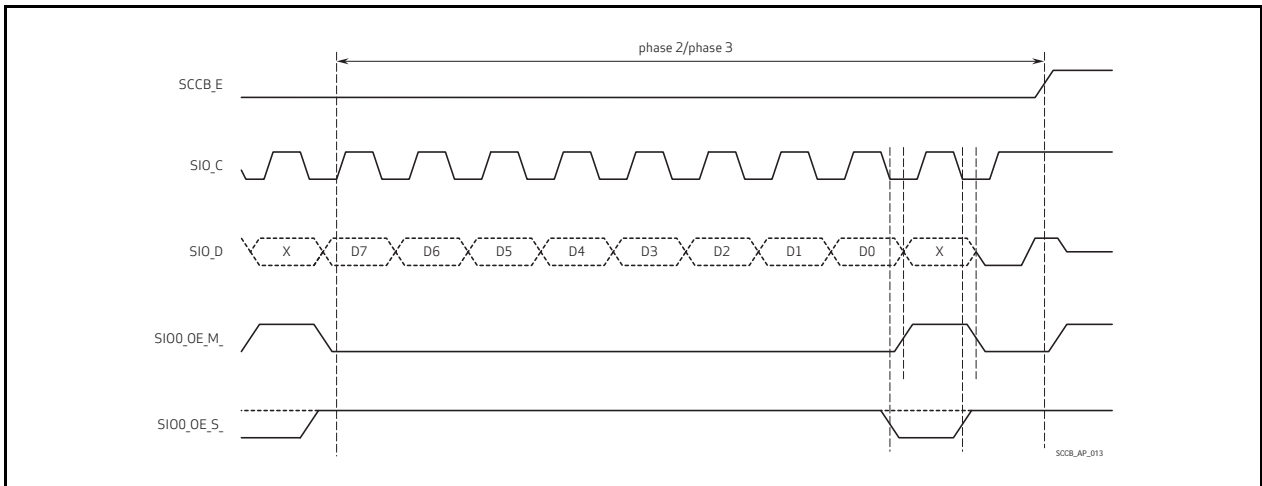 phase 2/phase 3
SCCB_E
SIO_C
SIO_D
X D7 D6 D5 D4 D3 D2 D1 D0 X
SIO0_OE_M_
SIO0_OE_S_
SCCB_AP_013